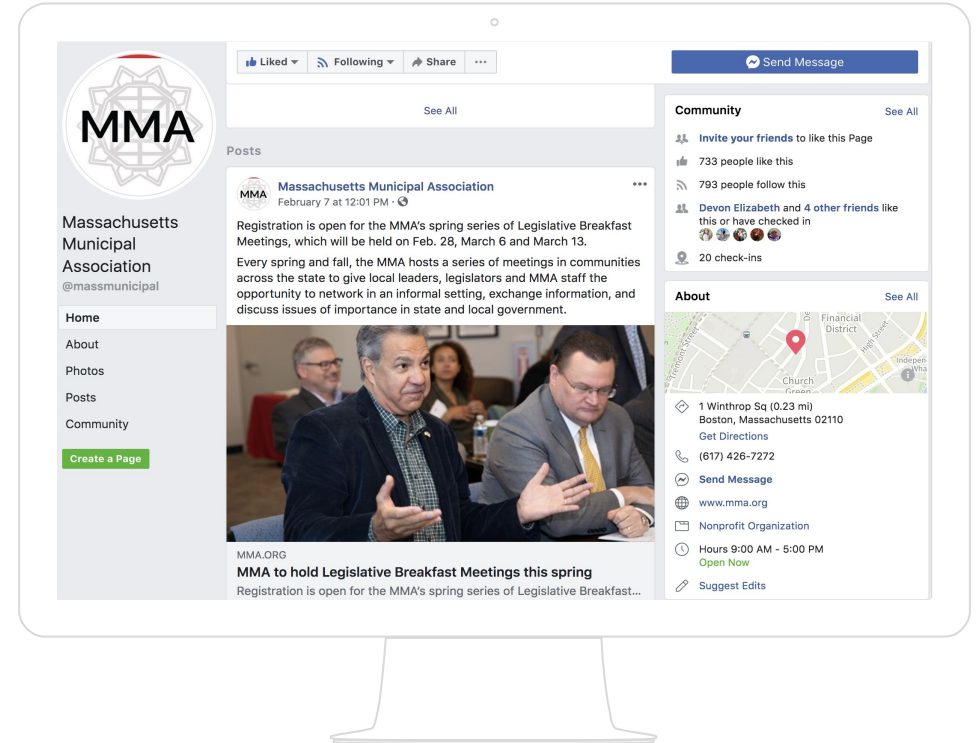 MMA
Massachusetts
Municipal
Association
@massmunicipal
Home
About
Photos
Posts
Community
Create a Page
Liked
Following
Share
...
Send Message
See All
Posts
MMA
Massachusetts Municipal Association
February 7 at 12:01 PM ·
Registration is open for the MMA's spring series of Legislative Breakfast
Meetings, which will be held on Feb. 28, March 6 and March 13.
Every spring and fall, the MMA hosts a series of meetings in communities
across the state to give local leaders, legislators and MMA staff the
opportunity to network in an informal setting, exchange information, and
discuss issues of importance in state and local government.
MMA.ORG
MMA to hold Legislative Breakfast Meetings this spring
Registration is open for the MMA's spring series of Legislative Breakfast...
Community
See All
Invite your friends to like this Page
733 people like this
793 people follow this
Devon Elizabeth and 4 other friends like
this or have checked in
20 check-ins
About
See All
Financial
District
High Street
Tremont Street
Church
Green
1 Winthrop Sq (0.23 mi)
Boston, Massachusetts 02110
Get Directions
(617) 426-7272
Send Message
www.mma.org
Nonprofit Organization
Hours 9:00 AM - 5:00 PM
Open Now
Suggest Edits